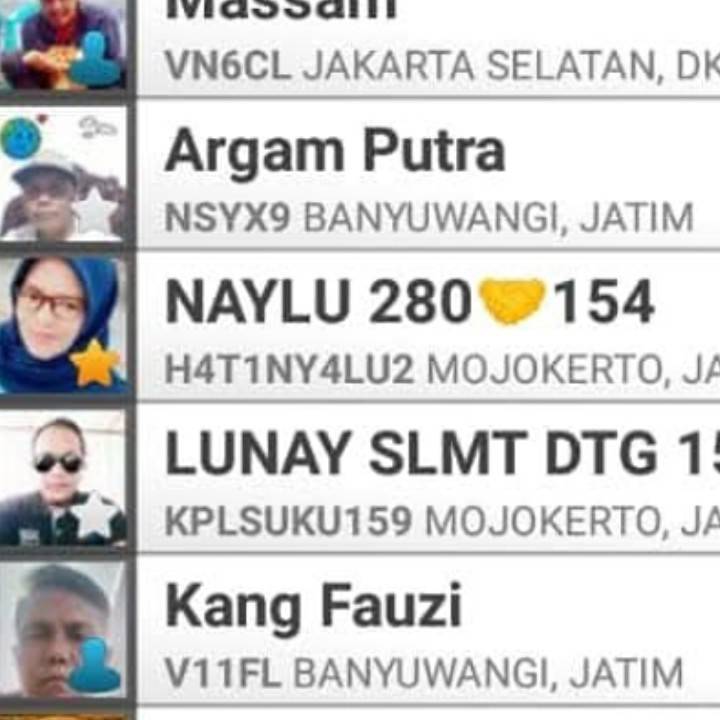 Massam
VN6CL JAKARTA SELATAN, DK
Argam Putra
NSYX9 BANYUWANGI, JATIM
NAYLU 280🤝154
H4T1NY4LU2 MOJOKERTO, JA
LUNAY SLMT DTG 15
KPLSUKU159 MOJOKERTO, JA
Kang Fauzi
V11FL BANYUWANGI, JATIM